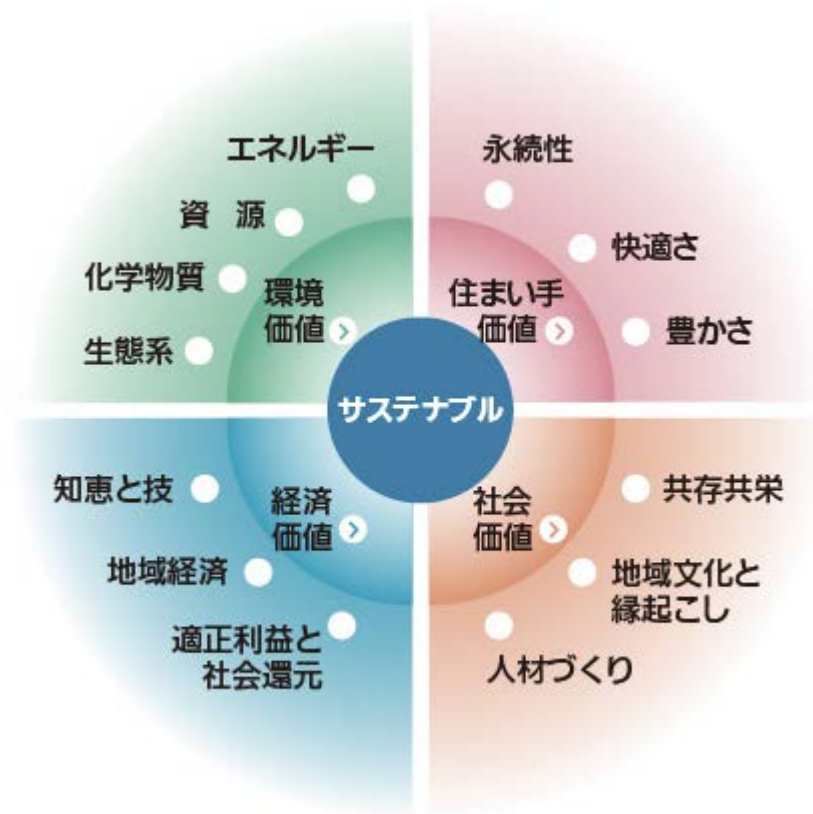 エネルギー
資　源
化学物質
生態系
環境
価値
永続性
快適さ
豊かさ
住まい手
価値
サステナブル
知恵と技
地域経済
適正利益と
社会還元
経済
価値
共存共栄
地域文化と
縁起こし
人材づくり
社会
価値